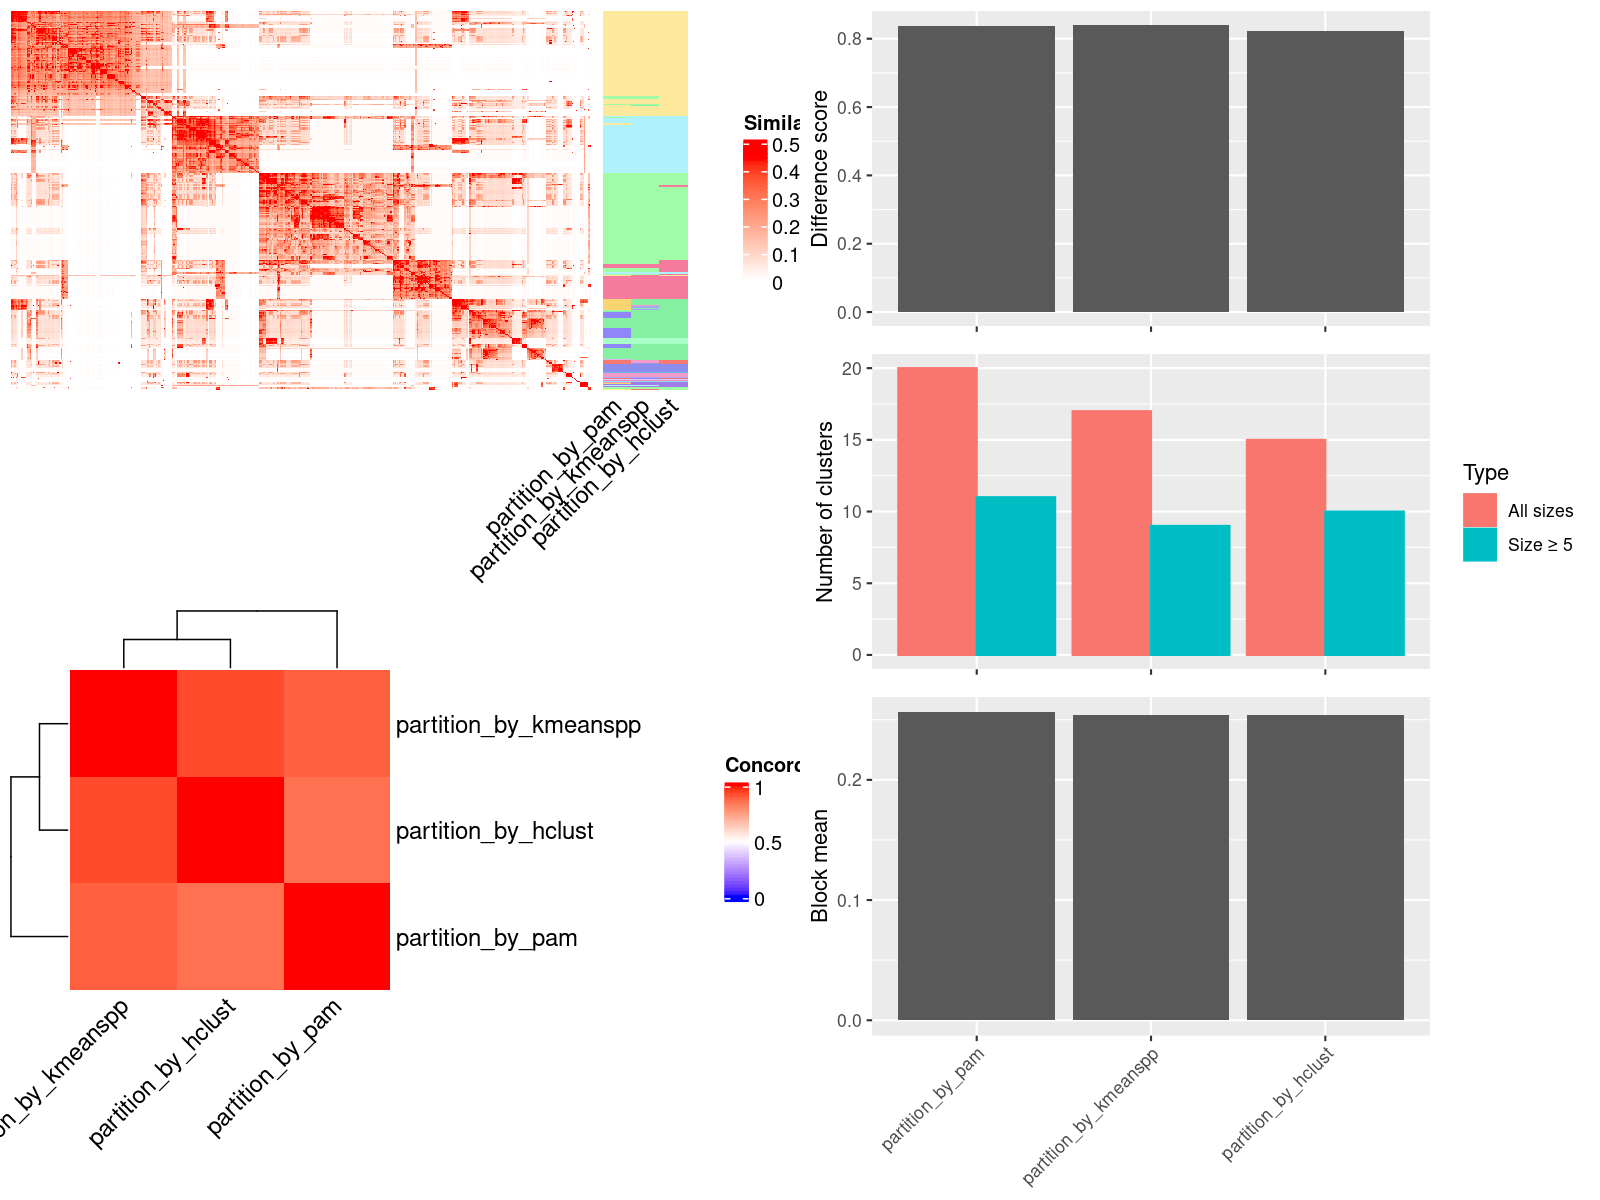 Simila
0.5
0.4
0.3
0.2
0.1
0
partition_by_pam
partition_by_kmeanspp
partition_by_hclust
partition_by_kmeanspp
partition_by_hclust
partition_by_pam
on_by_kmeanspp
partition_by_hclust
partition_by_pam
Concord
1
0.5
0
Difference score
0.8
0.6
0.4
0.2
0.0
Number of clusters
20
15
10
5
0
Type
All sizes
Size ≥ 5
Block mean
0.2
0.1
0.0
partition_by_pam
partition_by_kmeanspp
partition_by_hclust